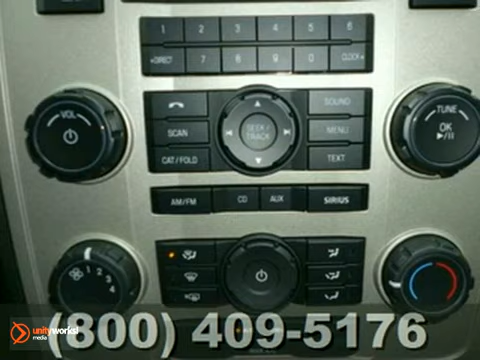 1 2 3 4 5 6
•DIRECT 7 8 9 0 CLOCK•
VOL
SOUND
TUNE
SCAN
SEEK/
TRACK
MENU
OK
CAT/FOLD
TEXT
AM/FM CD AUX SIRIUS
1 2 3 4
unityworks!
media
(800) 409-5176